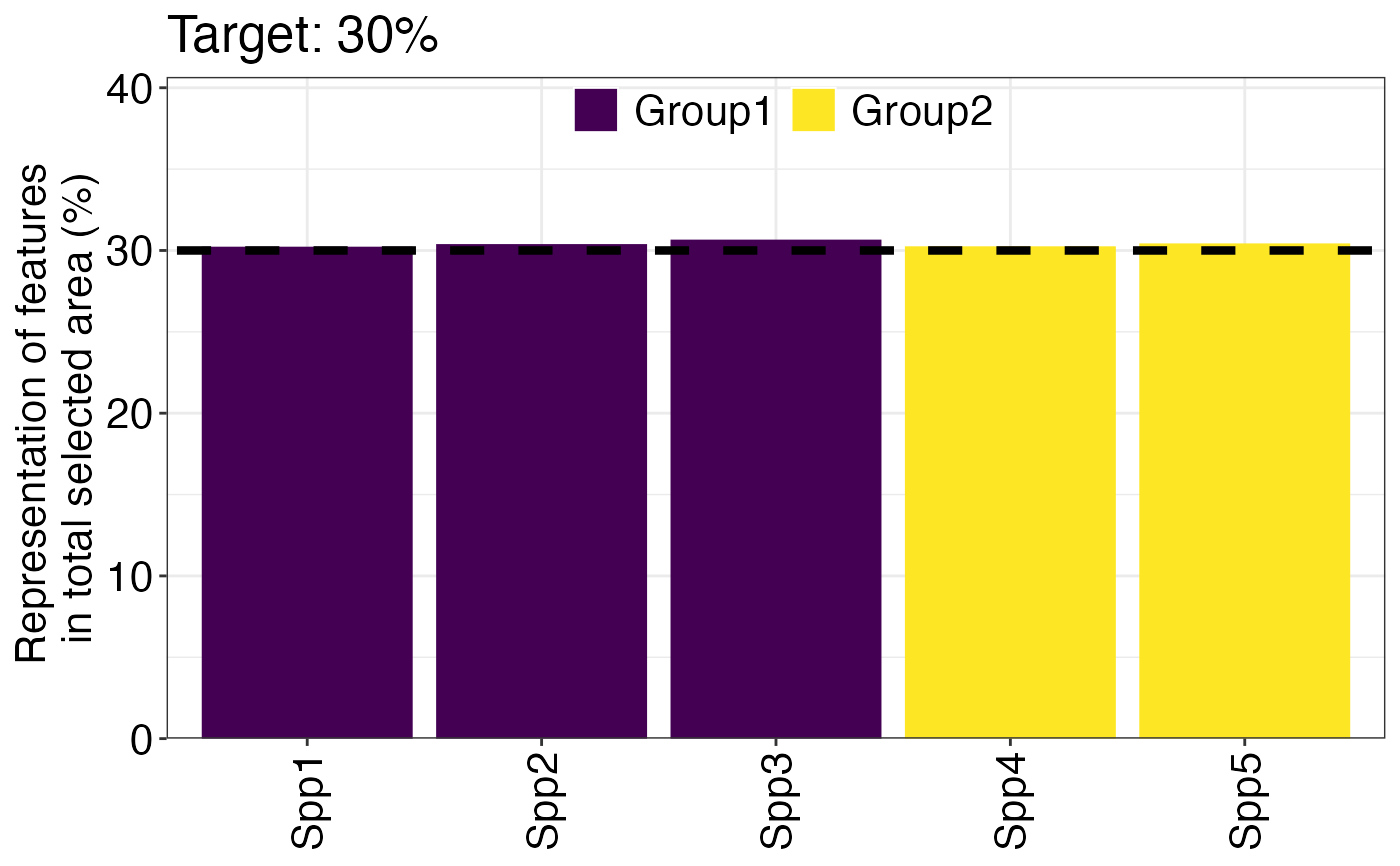 Target: 30%
Group1 Group2
Representation of features
in total selected area (%)
40
30
20
10
0
Spp1 Spp2 Spp3 Spp4 Spp5